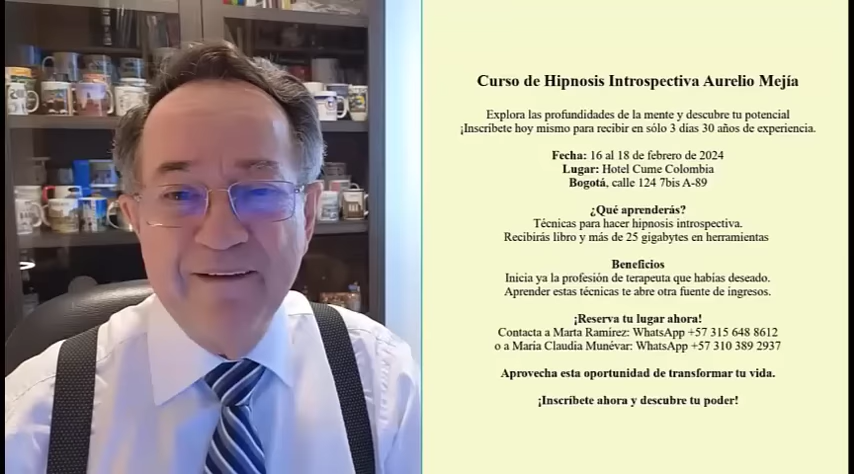 Curso de Hipnosis Introspectiva Aurelio Mejía
Explora las profundidades de la mente y descubre tu potencial
¡Inscríbete hoy mismo para recibir en sólo 3 días 30 años de experiencia.
Fecha: 16 al 18 de febrero de 2024
Lugar: Hotel Cume Colombia
Bogotá, calle 124 7bis A-89
¿Qué aprenderás?
Técnicas para hacer hipnosis introspectiva.
Recibirás libro y más de 25 gigabytes en herramientas
Beneficios
Inicia ya la profesión de terapeuta que habías deseado.
Aprender estas técnicas te abre otra fuente de ingresos.
¡Reserva tu lugar ahora!
Contacta a Marta Ramírez: WhatsApp +57 315 648 8612
o a María Claudia Munévar: WhatsApp +57 310 389 2937
Aprovecha esta oportunidad de transformar tu vida.
¡Inscríbete ahora y descubre tu poder!